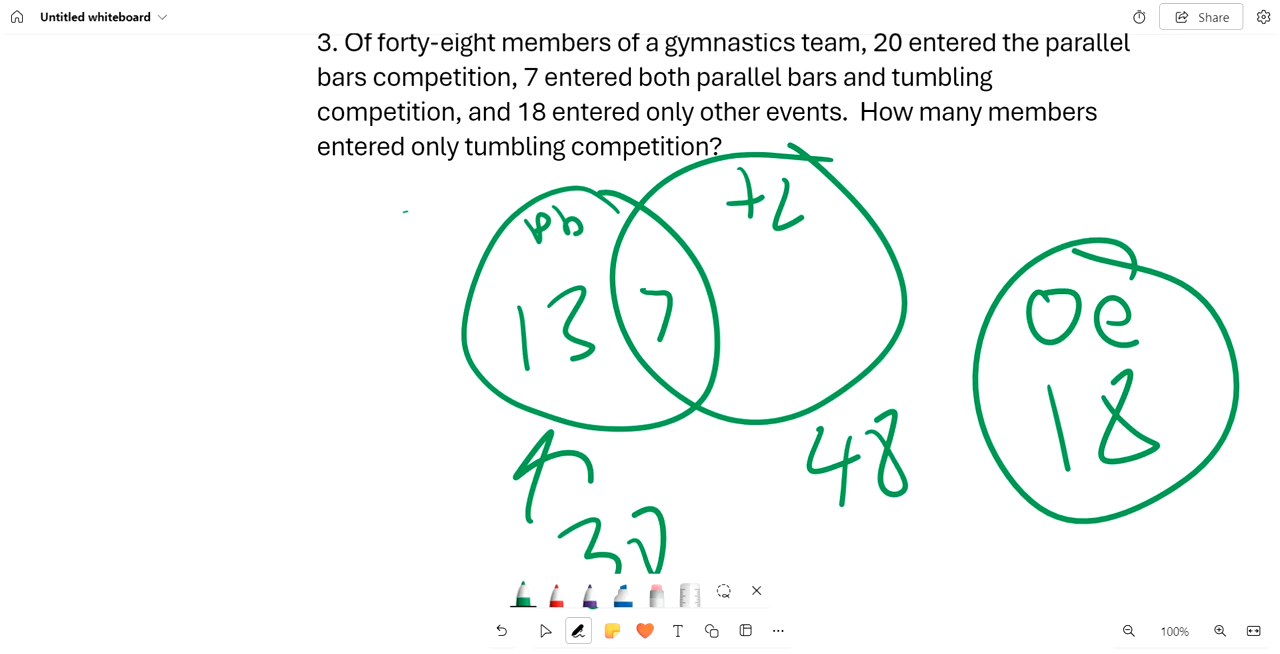 Untitled whiteboard
Share
3. Of forty-eight members of a gymnastics team, 20 entered the parallel
bars competition, 7 entered both parallel bars and tumbling
competition, and 18 entered only other events.  How many members
entered only tumbling competition?
pb
13
7
oe
18
48
30
T
100%